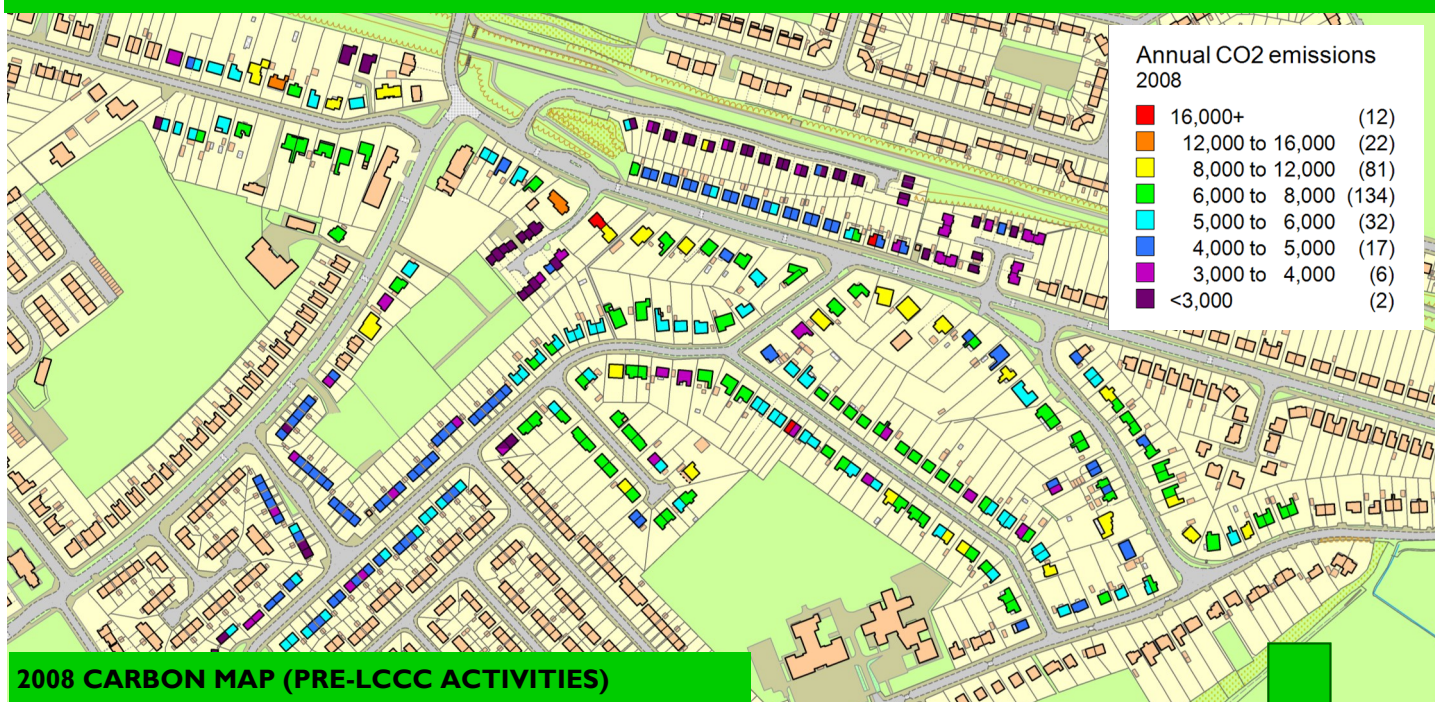 Annual CO2 emissions
2008
16,000+ (12)
12,000 to 16,000 (22)
8,000 to 12,000 (81)
6,000 to 8,000 (134)
5,000 to 6,000 (32)
4,000 to 5,000 (17)
3,000 to 4,000 (6)
<3,000 (2)
2008 CARBON MAP (PRE-LCCC ACTIVITIES)